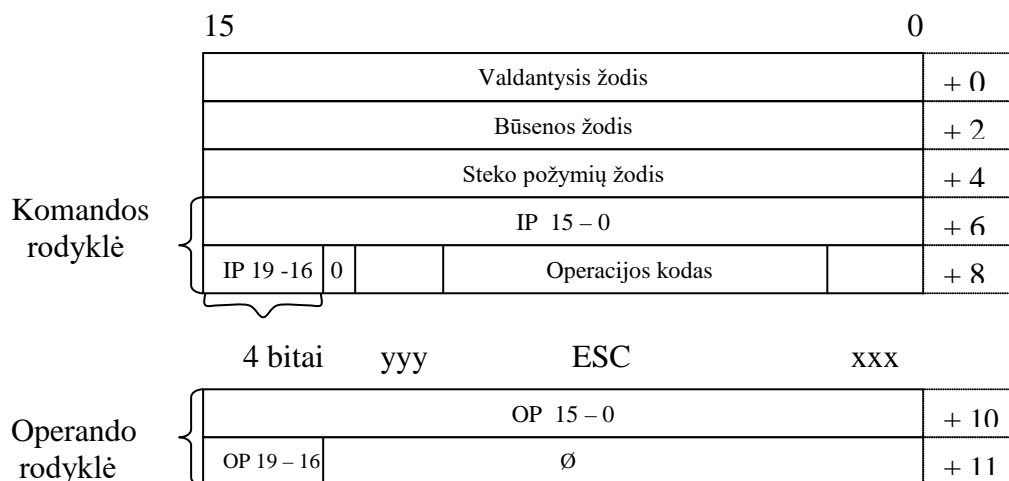 15 0
Valdantysis žodis + 0
Būsenos žodis + 2
Steko požymių žodis + 4
Komandos rodyklė
IP 15 – 0 + 6
IP 19 -16 0 Operacijos kodas + 8
4 bitai yyy ESC xxx
Operando rodyklė
OP 15 – 0 + 10
OP 19 – 16 Ø + 11